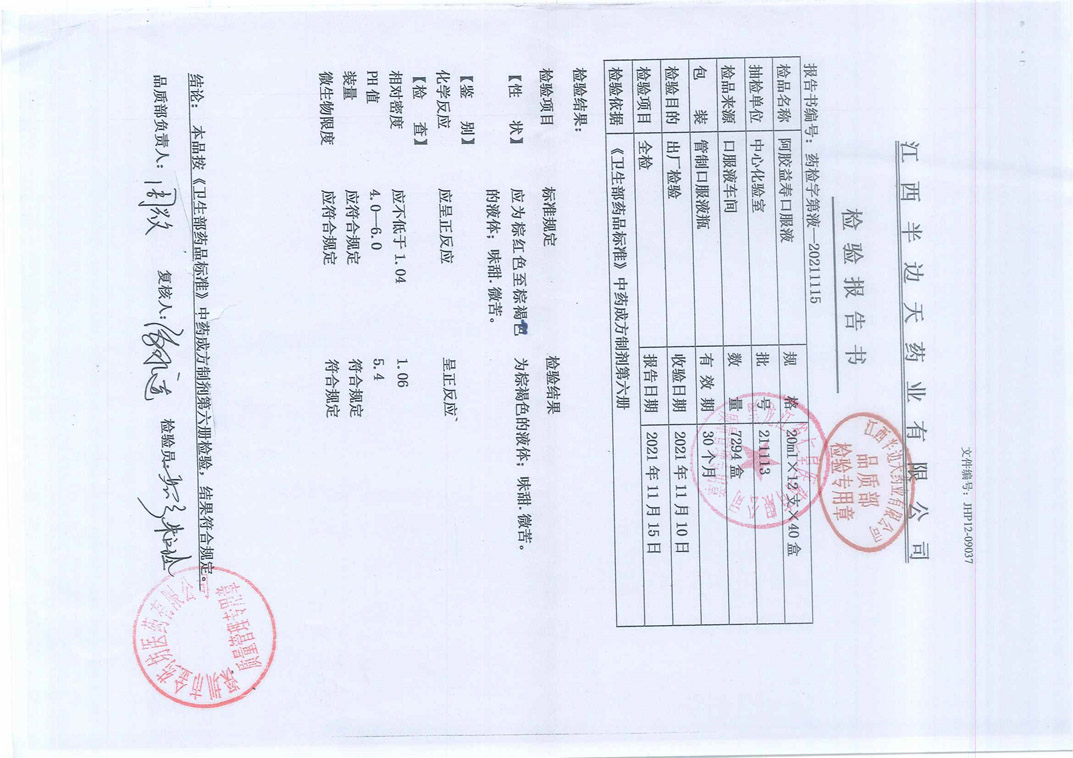 文件编号：JHP12-09037
江西半边天药业有限公司
检验报告书
江西半边天药业有限公司
品质部
检验专用章
报告书编号：药检字第液—20211115
检品名称 阿胶益寿口服液 规格 20ml×12支×40盒
抽检单位 中心化验室 批号 211113
检品来源 口服液车间 数量 7294盒
包装 管制口服液瓶 有效期 30个月
检验目的 出厂检验 收验日期 2021年11月10日
检验项目 全检 报告日期 2021年11月15日
检验依据 《卫生部药品标准》中药成方制剂第六册
检验结果：
检验项目 标准规定 检验结果
【性状】 应为棕红色至棕褐色 为棕褐色的液体；味甜.微苦。
的液体；味甜.微苦。
【鉴别】
化学反应 应呈正反应 呈正反应
【检查】
相对密度 应不低于1.04 1.06
PH值 4.0—6.0 5.4
装量 应符合规定 符合规定
微生物限度 应符合规定 符合规定
结论：本品按《卫生部药品标准》中药成方制剂第六册检验，结果符合规定。
品质部负责人： 复核人： 检验员：